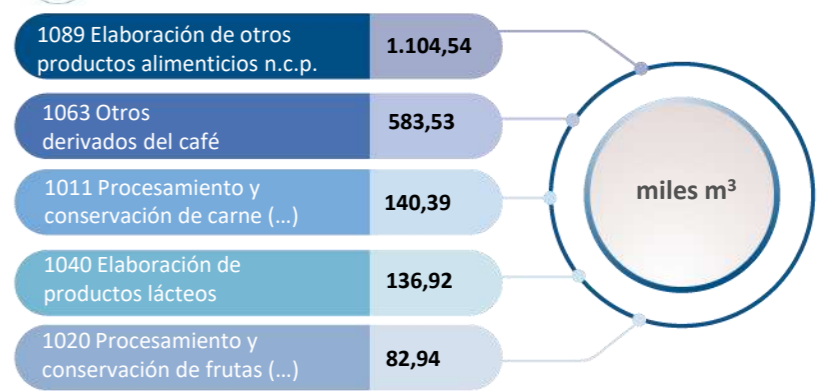 1089 Elaboración de otros
productos alimenticios n.c.p.
1.104,54
1063 Otros
derivados del café
583,53
1011 Procesamiento y
conservación de carne (…)
140,39
1040 Elaboración de
productos lácteos
136,92
1020 Procesamiento y
conservación de frutas (…)
82,94
miles m³